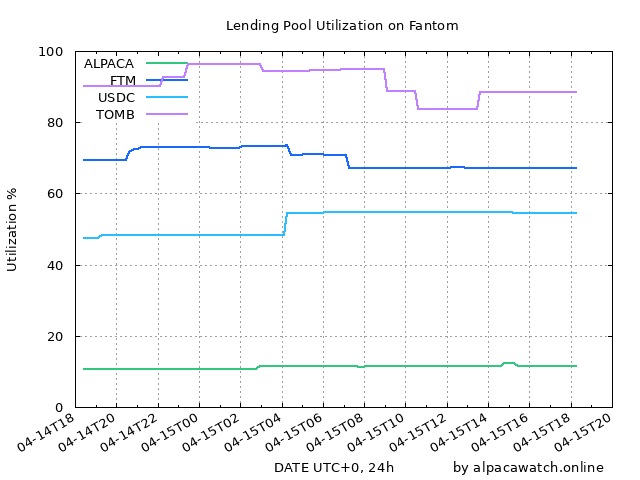 Lending Pool Utilization on Fantom
100
80
60
40
20
0
Utilization %
ALPACA
FTM
USDC
TOMB
04-14T18
04-14T20
04-14T22
04-15T00
04-15T02
04-15T04
04-15T06
04-15T08
04-15T10
04-15T12
04-15T14
04-15T16
04-15T18
04-15T20
DATE UTC+0, 24h
by alpacawatch.online